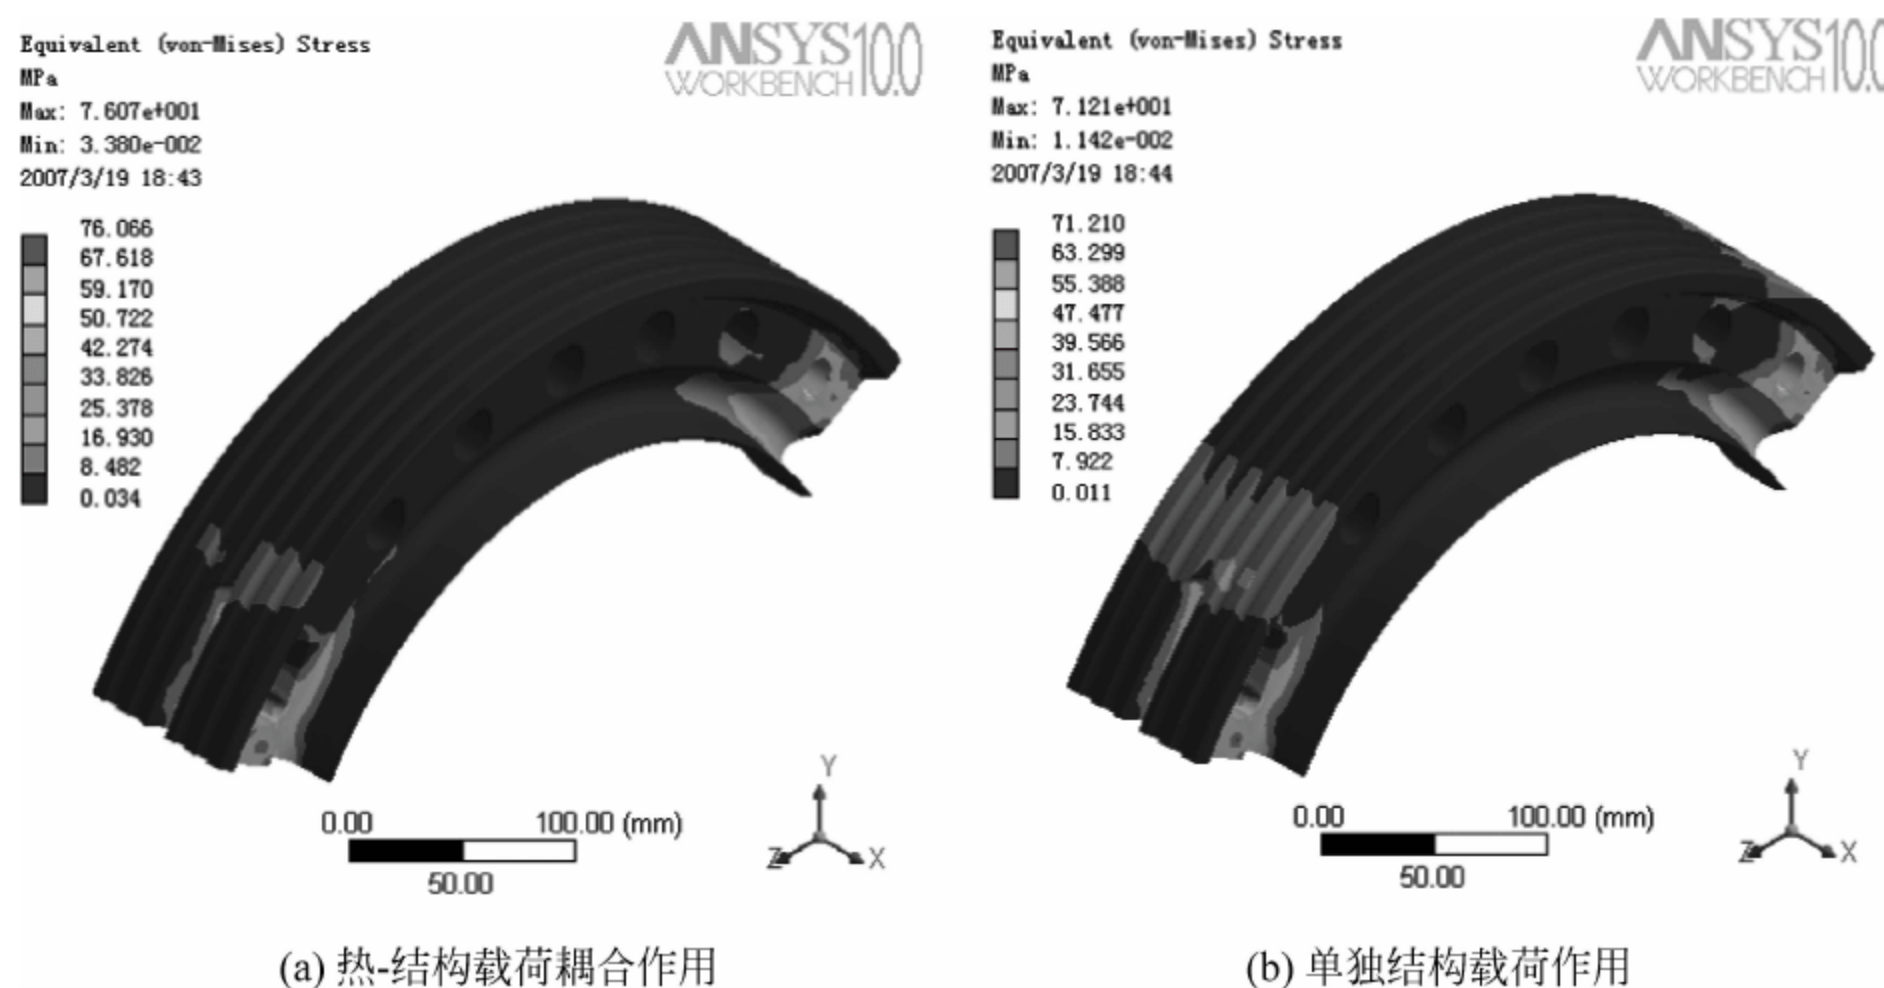 Equivalent (von-Mises) Stress
MPa
Max: 7.607e+001
Min: 3.380e-002
2007/3/19 18:43
ANSYS 10.0
WORKBENCH
76.066
67.618
59.170
50.722
42.274
33.826
25.378
16.930
8.482
0.034
0.00
100.00 (mm)
50.00
Y
Z
X
(a) 热-结构载荷耦合作用
Equivalent (von-Mises) Stress
MPa
Max: 7.121e+001
Min: 1.142e-002
2007/3/19 18:44
ANSYS 10.0
WORKBENCH
71.210
63.299
55.388
47.477
39.566
31.655
23.744
15.833
7.922
0.011
0.00
100.00 (mm)
50.00
Y
Z
X
(b) 单独结构载荷作用